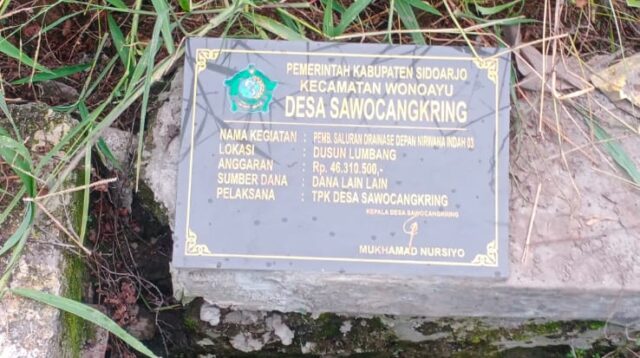 PEMERINTAH KABUPATEN SIDOARJO
KECAMATAN WONOAYU
DESA SAWOCANGKRING
NAMA KEGIATAN : PEMB. SALURAN DRAINASE DEPAN NIRWANA INDAH 03
LOKASI : DUSUN LUMBANG
ANGGARAN : Rp. 46.310.500,-
SUMBER DANA : DANA LAIN LAIN
PELAKSANA : TPK DESA SAWOCANGKRING
KEPALA DESA SAWOCANGKRING
MUKHAMAD NURSIYO